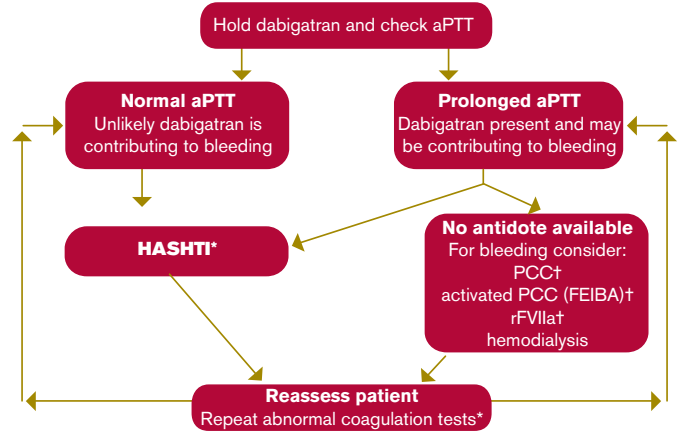 Hold dabigatran and check aPTT
Normal aPTT
Unlikely dabigatran is
contributing to bleeding
Prolonged aPTT
Dabigatran present and may
be contributing to bleeding
HASHTI*
No antidote available
For bleeding consider:
PCC†
activated PCC (FEIBA)†
rFVIIa†
hemodialysis
Reassess patient
Repeat abnormal coagulation tests*